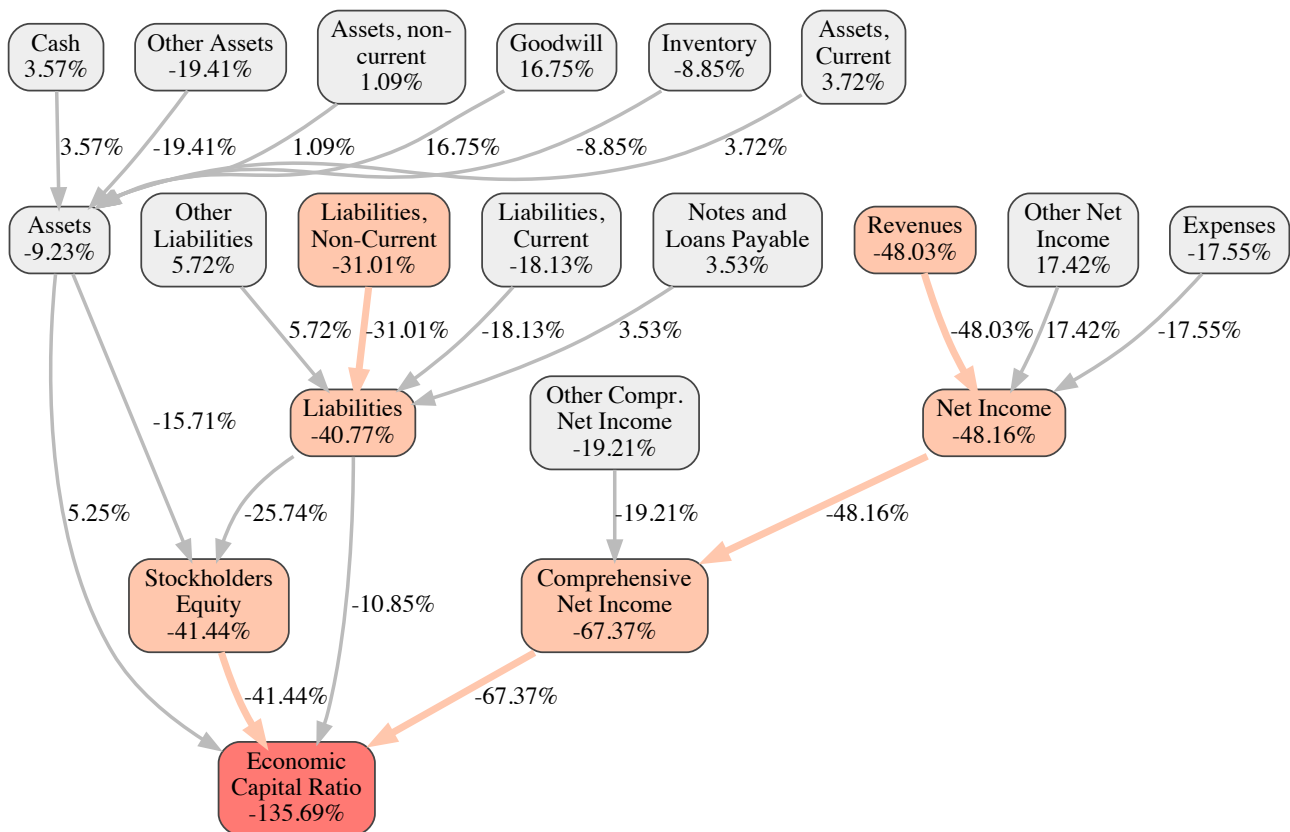 Cash
3.57%
Other Assets
-19.41%
Assets, non-
current
1.09%
Goodwill
16.75%
Inventory
-8.85%
Assets,
Current
3.72%
3.57%
-19.41%
1.09%
16.75%
-8.85%
3.72%
Assets
-9.23%
Other
Liabilities
5.72%
Liabilities,
Non-Current
-31.01%
Liabilities,
Current
-18.13%
Notes and
Loans Payable
3.53%
Revenues
-48.03%
Other Net
Income
17.42%
Expenses
-17.55%
5.72%
-31.01%
-18.13%
3.53%
-48.03%
17.42%
-17.55%
Liabilities
-40.77%
Other Compr.
Net Income
-19.21%
Net Income
-48.16%
-15.71%
5.25%
-25.74%
-19.21%
-48.16%
Stockholders
Equity
-41.44%
-10.85%
Comprehensive
Net Income
-67.37%
-41.44%
-67.37%
Economic
Capital Ratio
-135.69%